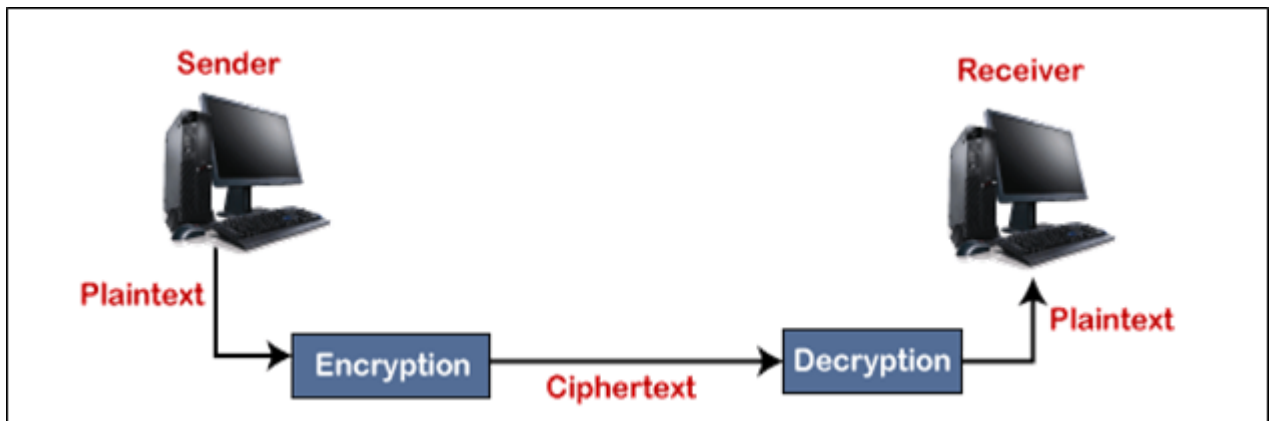 Sender
Receiver
Plaintext
Plaintext
Encryption
Decryption
Ciphertext